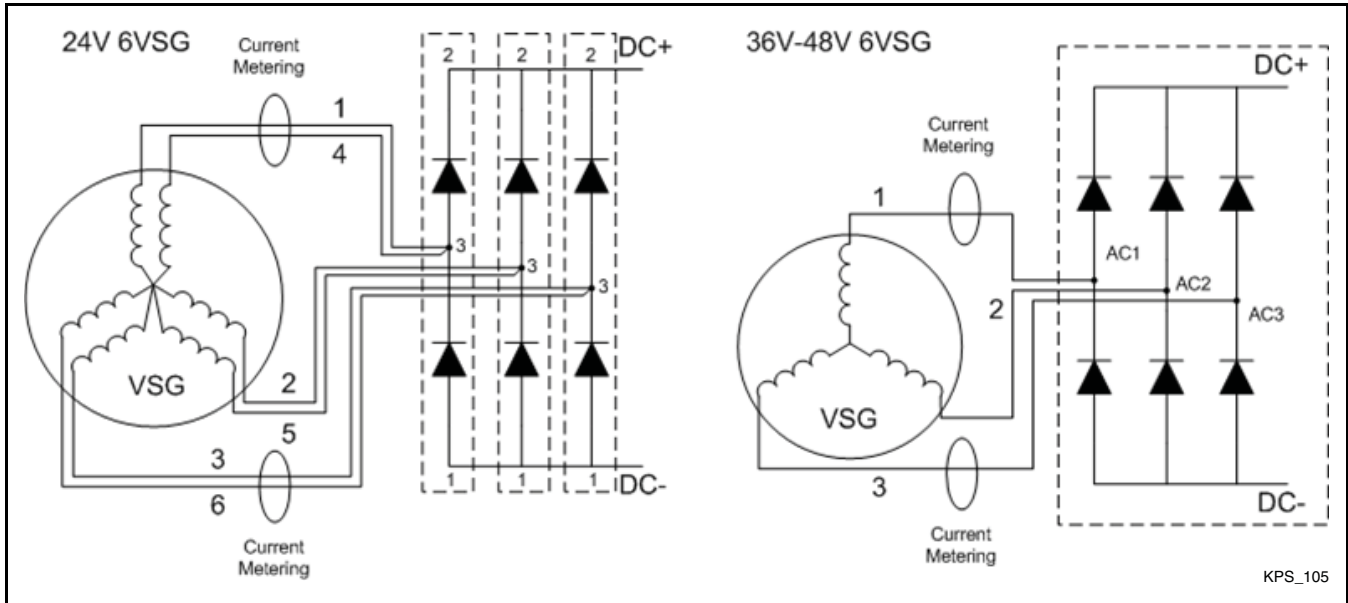 24V 6VSG
Current
Metering
1
4
2
2
2
DC+
3
3
3
VSG
2
5
3
6
1
1
1
DC-
Current
Metering
36V-48V 6VSG
Current
Metering
1
DC+
AC1
AC2
AC3
2
VSG
3
DC-
Current
Metering
KPS_105